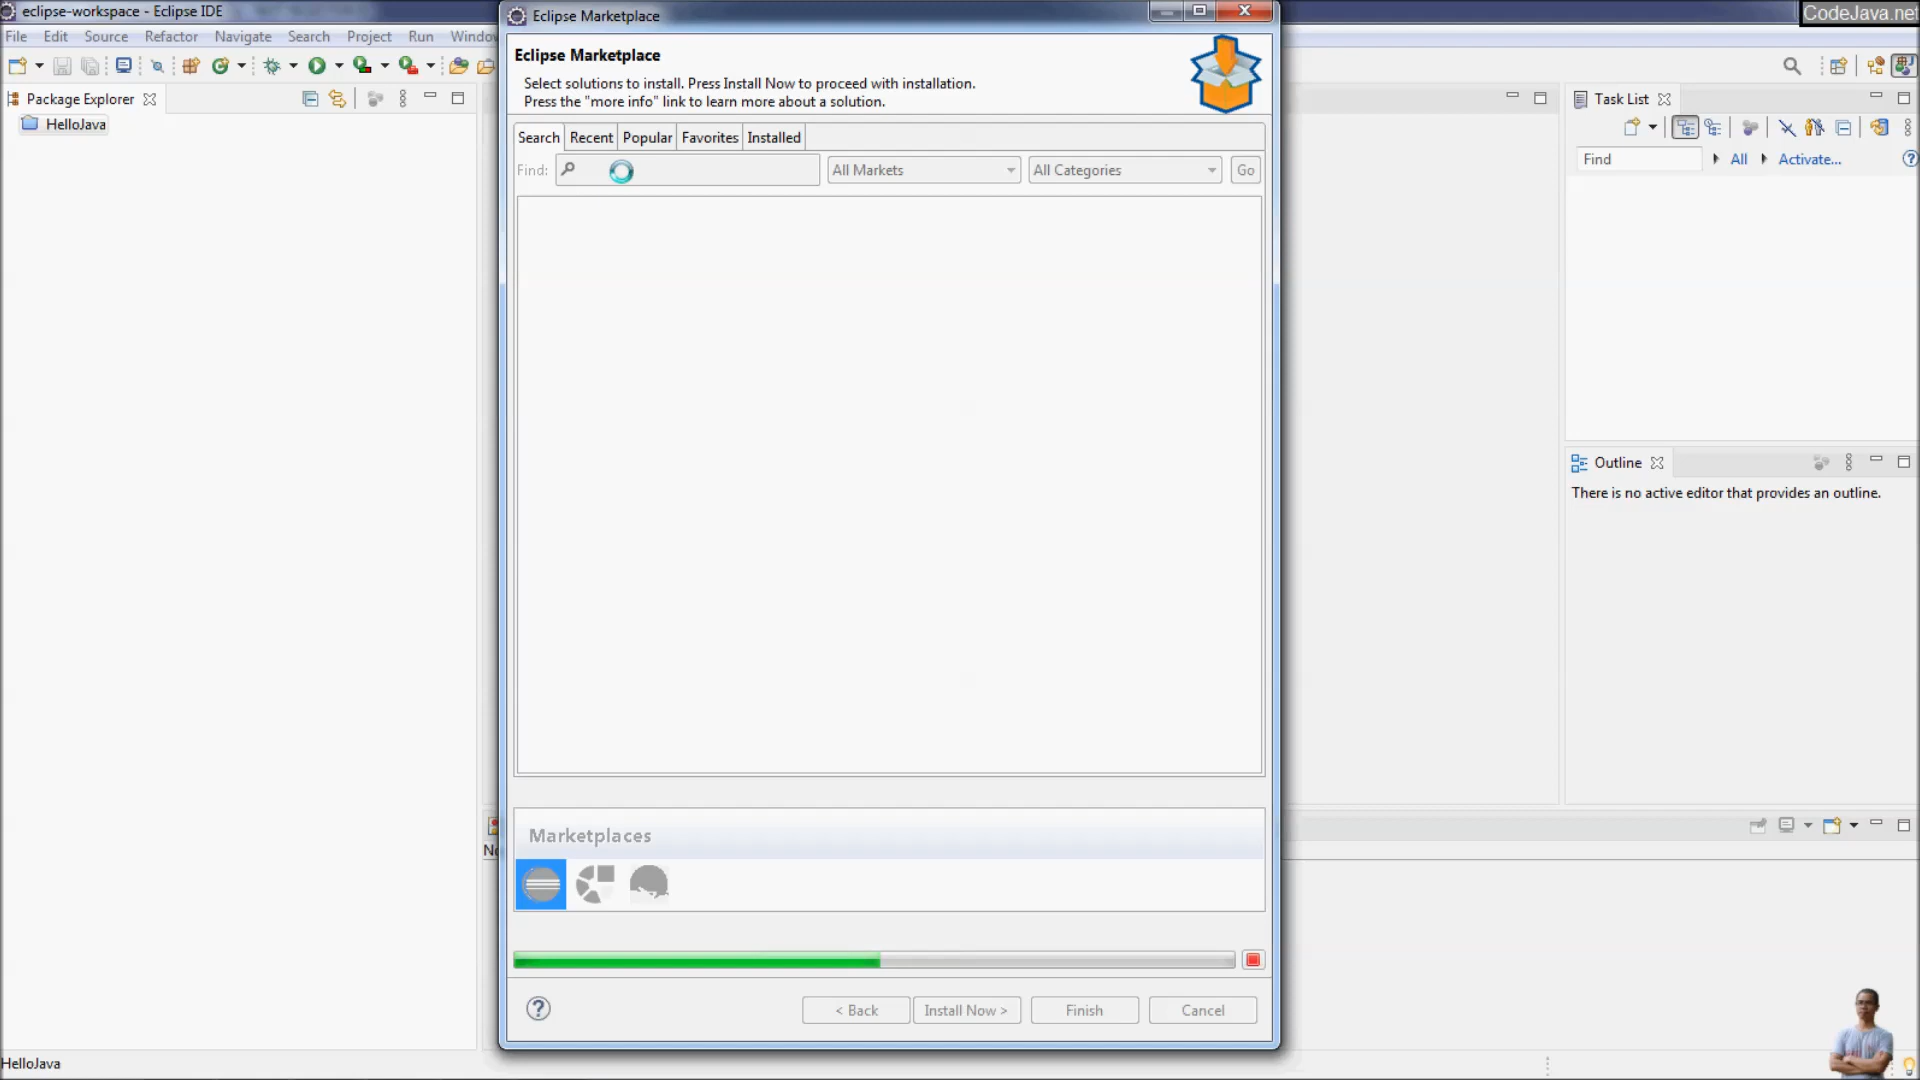 eclipse-workspace - Eclipse IDE
Eclipse Marketplace
CodeJava.net
File Edit Source Refactor Navigate Search Project Run Window
Eclipse Marketplace
Select solutions to install. Press Install Now to proceed with installation.
Press the "more info" link to learn more about a solution.
Package Explorer
HelloJava
Search Recent Popular Favorites Installed
Find: All Markets All Categories Go
Task List
Find All Activate...
Outline
There is no active editor that provides an outline.
Marketplaces
No
< Back Install Now > Finish Cancel
HelloJava